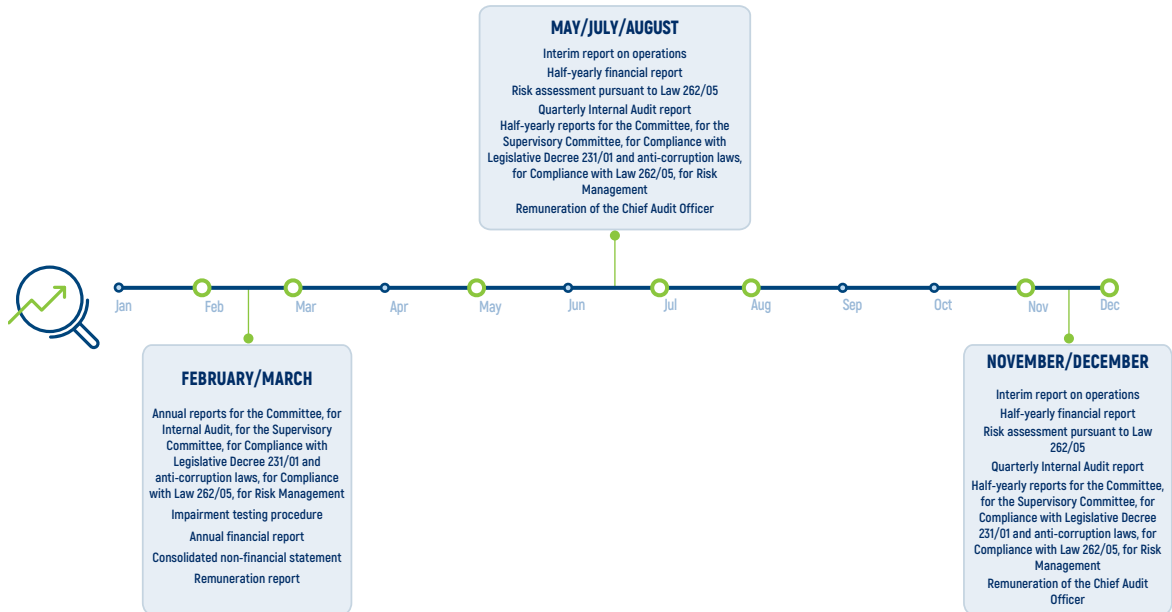 MAY/JULY/AUGUST
Interim report on operations
Half-yearly financial report
Risk assessment pursuant to Law 262/05
Quarterly Internal Audit report
Half-yearly reports for the Committee, for the
Supervisory Committee, for Compliance with
Legislative Decree 231/01 and anti-corruption laws,
for Compliance with Law 262/05, for Risk
Management
Remuneration of the Chief Audit Officer
Jan
Feb
Mar
Apr
May
Jun
Jul
Aug
Sep
Oct
Nov
Dec
FEBRUARY/MARCH
Annual reports for the Committee, for
Internal Audit, for the Supervisory
Committee, for Compliance with
Legislative Decree 231/01 and
anti-corruption laws, for Compliance
with Law 262/05, for Risk Management
Impairment testing procedure
Annual financial report
Consolidated non-financial statement
Remuneration report
NOVEMBER/DECEMBER
Interim report on operations
Half-yearly financial report
Risk assessment pursuant to Law
262/05
Quarterly Internal Audit report
Half-yearly reports for the Committee,
for the Supervisory Committee, for
Compliance with Legislative Decree
231/01 and anti-corruption laws, for
Compliance with Law 262/05, for Risk
Management
Remuneration of the Chief Audit
Officer